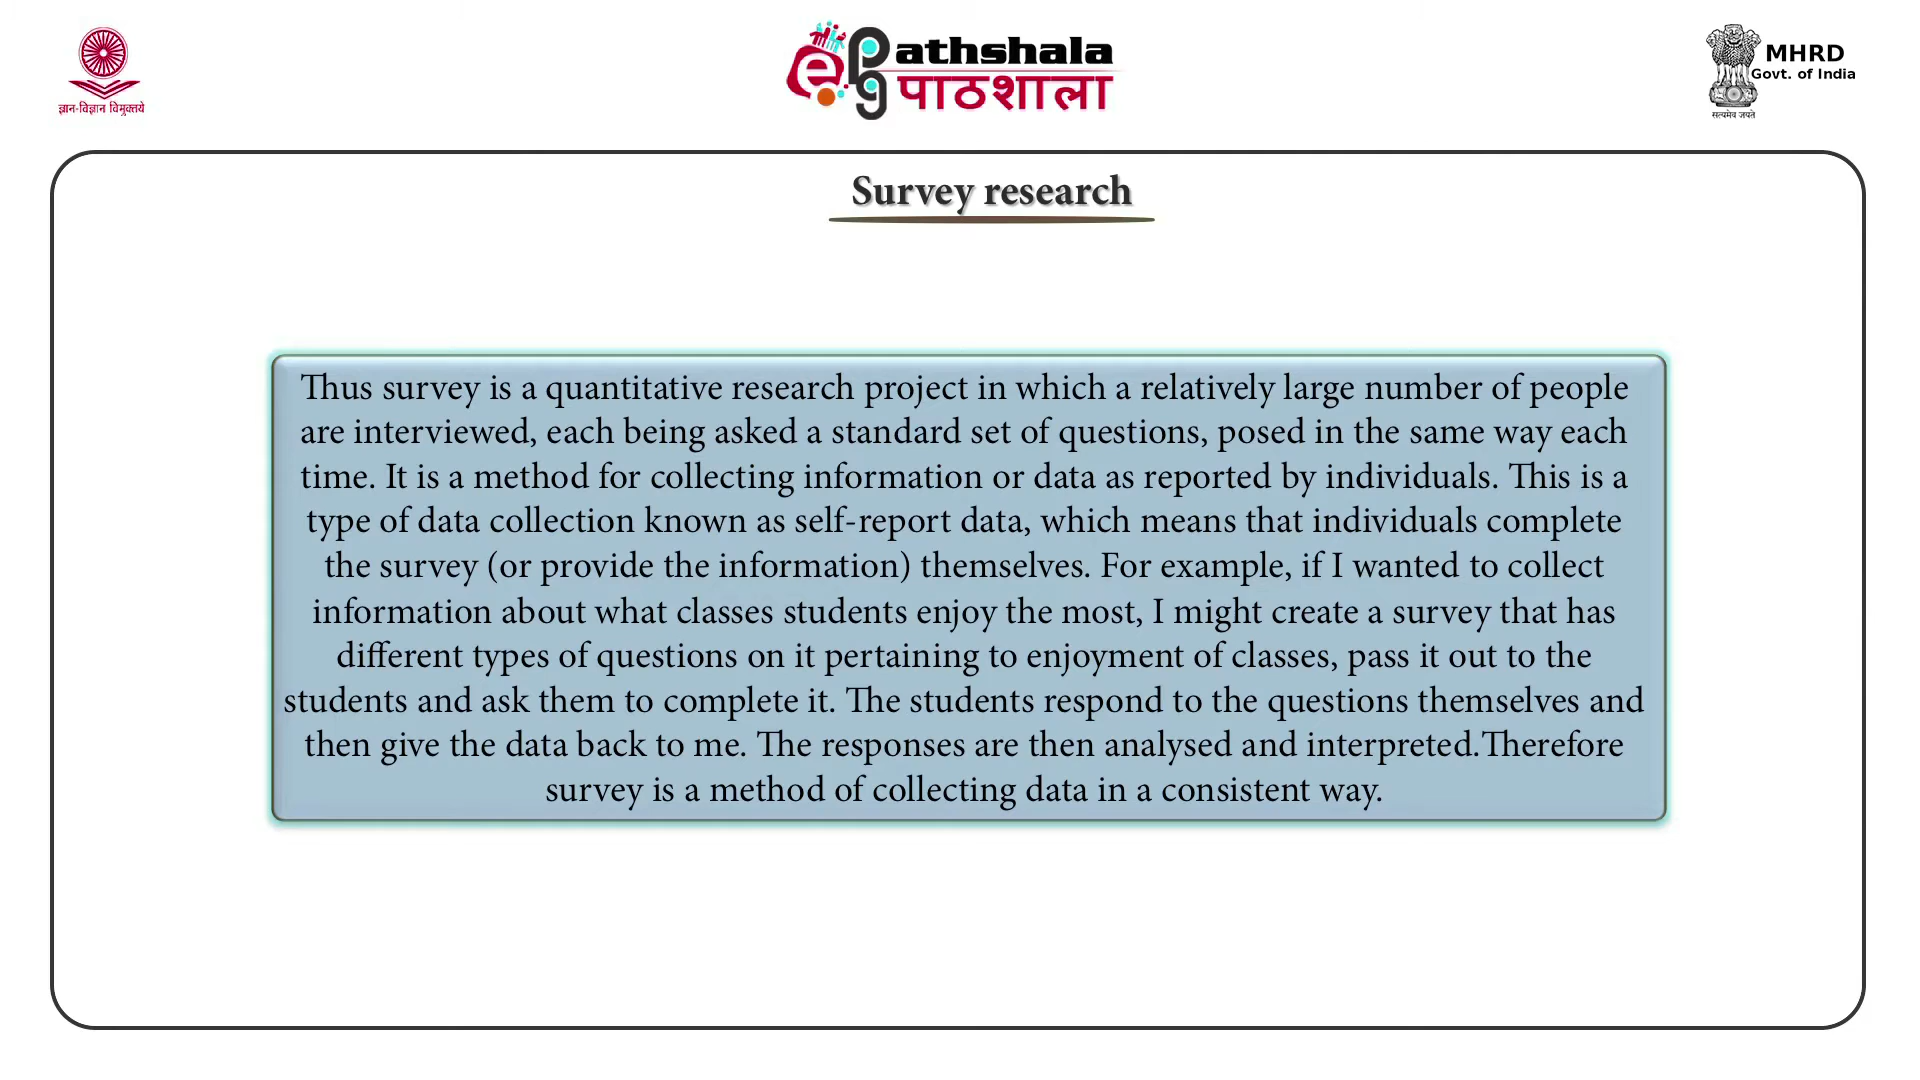 ज्ञान-विज्ञान विमुक्तये
e pg athshala
पाठशाला
MHRD
Govt. of India
सत्यमेव जयते
Survey research
Thus survey is a quantitative research project in which a relatively large number of people
are interviewed, each being asked a standard set of questions, posed in the same way each
time. It is a method for collecting information or data as reported by individuals. This is a
type of data collection known as self-report data, which means that individuals complete
the survey (or provide the information) themselves. For example, if I wanted to collect
information about what classes students enjoy the most, I might create a survey that has
different types of questions on it pertaining to enjoyment of classes, pass it out to the
students and ask them to complete it. The students respond to the questions themselves and
then give the data back to me. The responses are then analysed and interpreted.Therefore
survey is a method of collecting data in a consistent way.